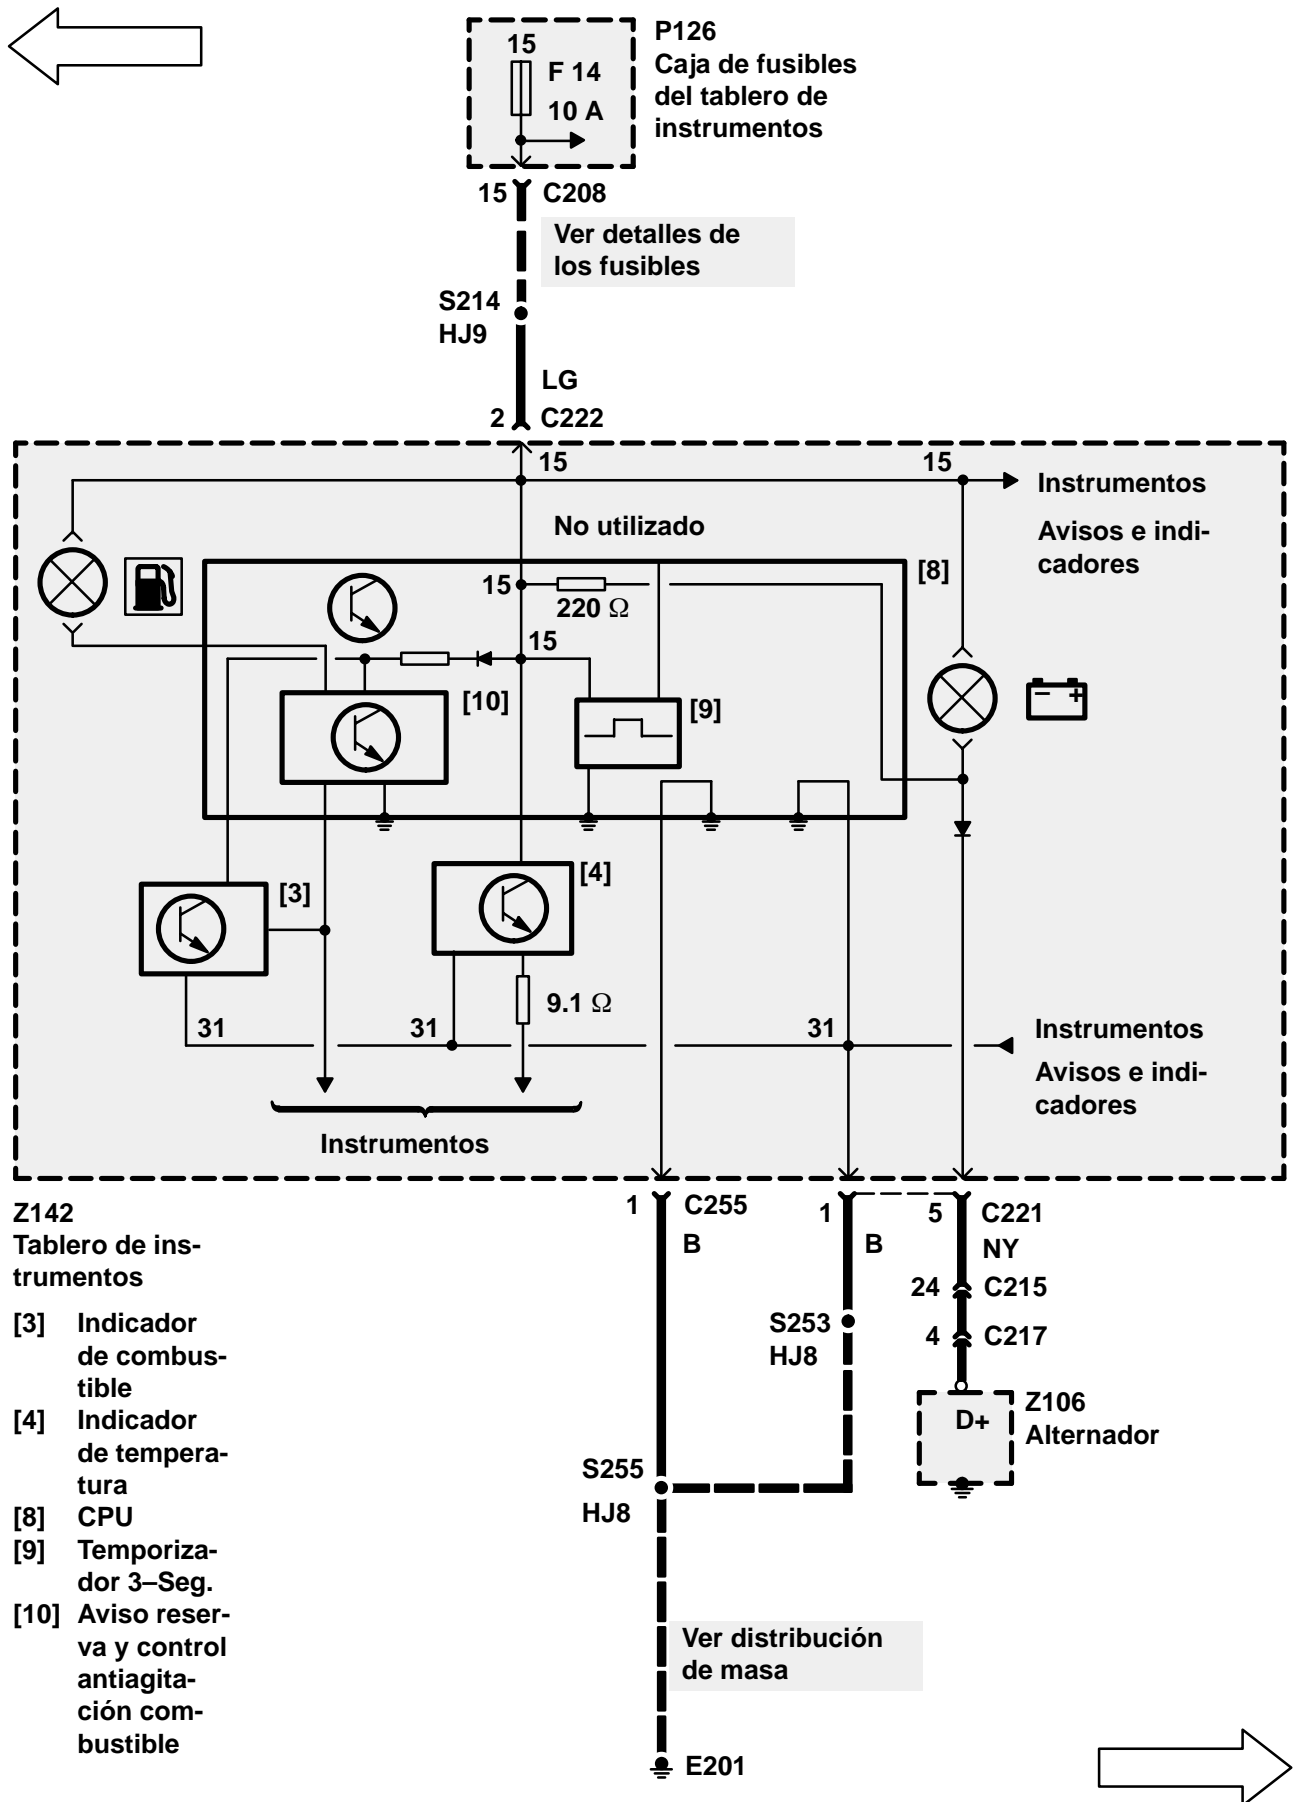 P126
Caja de fusibles
del tablero de
instrumentos
15
F 14
10 A
15
C208
Ver detalles de
los fusibles
S214
HJ9
LG
2
C222
15
15
Instrumentos
Avisos e indi-
cadores
No utilizado
[8]
15
220 Ω
15
[10]
[9]
− +
[3]
[4]
9.1 Ω
31
31
31
Instrumentos
Avisos e indi-
cadores
Instrumentos
Z142
Tablero de ins-
trumentos
[3] Indicador
de combus-
tible
[4] Indicador
de tempera-
tura
[8] CPU
[9] Temporiza-
dor 3–Seg.
[10] Aviso reser-
va y control
antiagita-
ción com-
bustible
1
C255
B
1
B
5
C221
NY
24
C215
4
C217
S253
HJ8
D+
Z106
Alternador
S255
HJ8
Ver distribución
de masa
E201